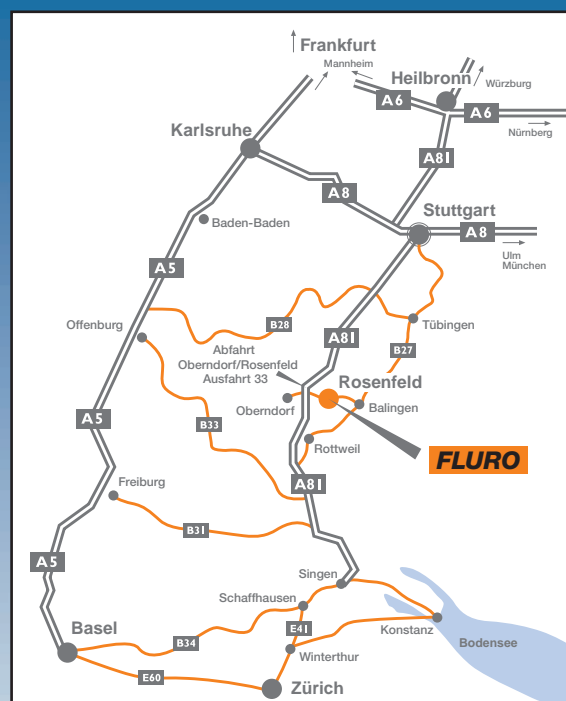 Frankfurt
Mannheim
Heilbronn
Würzburg
A6
A6
Nürnberg
Karlsruhe
A81
A8
Stuttgart
A8
Baden-Baden
Ulm
München
A5
Offenburg
B28
Tübingen
A81
Abfahrt
Oberndorf/Rosenfeld
Ausfahrt 33
B27
Rosenfeld
Oberndorf
Balingen
A5
B33
Rottweil
FLURO
Freiburg
A81
B31
A5
Singen
Schaffhausen
Konstanz
E41
Basel
B34
Bodensee
Winterthur
E60
Zürich